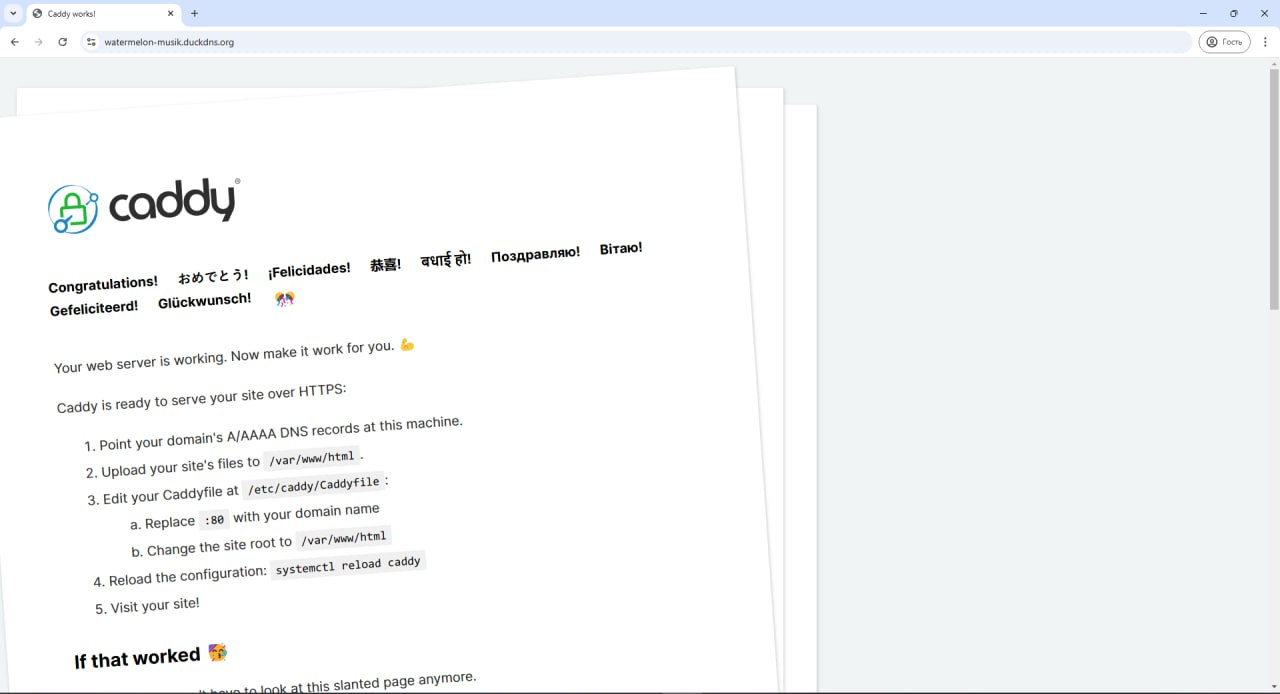 Caddy works!
watermelon-musik.duckdns.org
Гость
caddy®
Congratulations! おめでとう! ¡Felicidades! 恭喜! बधाई हो! Поздравляю! Вітаю!
Gefeliciteerd! Glückwunsch! 🎊
Your web server is working. Now make it work for you. 💪
Caddy is ready to serve your site over HTTPS:
1. Point your domain's A/AAAA DNS records at this machine.
2. Upload your site's files to /var/www/html.
3. Edit your Caddyfile at /etc/caddy/Caddyfile:
a. Replace :80 with your domain name
b. Change the site root to /var/www/html
4. Reload the configuration: systemctl reload caddy
5. Visit your site!
If that worked 🥳
have to look at this slanted page anymore.